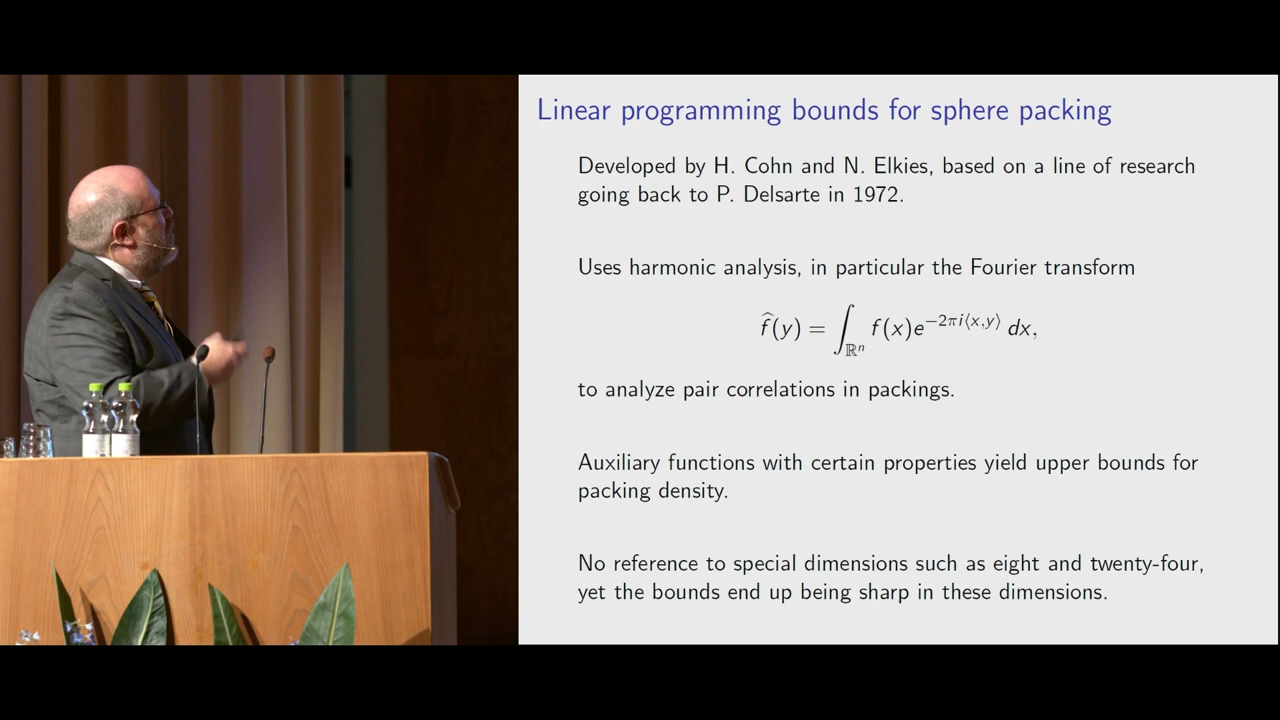 Linear programming bounds for sphere packing
Developed by H. Cohn and N. Elkies, based on a line of research
going back to P. Delsarte in 1972.
Uses harmonic analysis, in particular the Fourier transform
f̂(y) = ∫_{ℝⁿ} f(x)e^{−2πi⟨x,y⟩} dx,
to analyze pair correlations in packings.
Auxiliary functions with certain properties yield upper bounds for
packing density.
No reference to special dimensions such as eight and twenty-four,
yet the bounds end up being sharp in these dimensions.